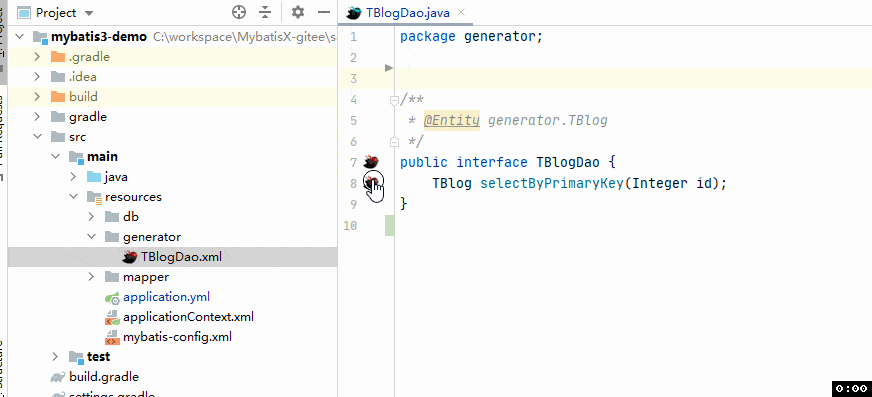 Project
mybatis3-demo C:\workspace\MybatisX-gitee\s
.gradle
.idea
build
gradle
src
main
java
resources
db
generator
TBlogDao.xml
mapper
application.yml
applicationContext.xml
mybatis-config.xml
test
build.gradle
settings.gradle
TBlogDao.java
1 package generator;
2
3
4 /**
5 * @Entity generator.TBlog
6 */
7 public interface TBlogDao {
8 TBlog selectByPrimaryKey(Integer id);
9 }
10
0:00